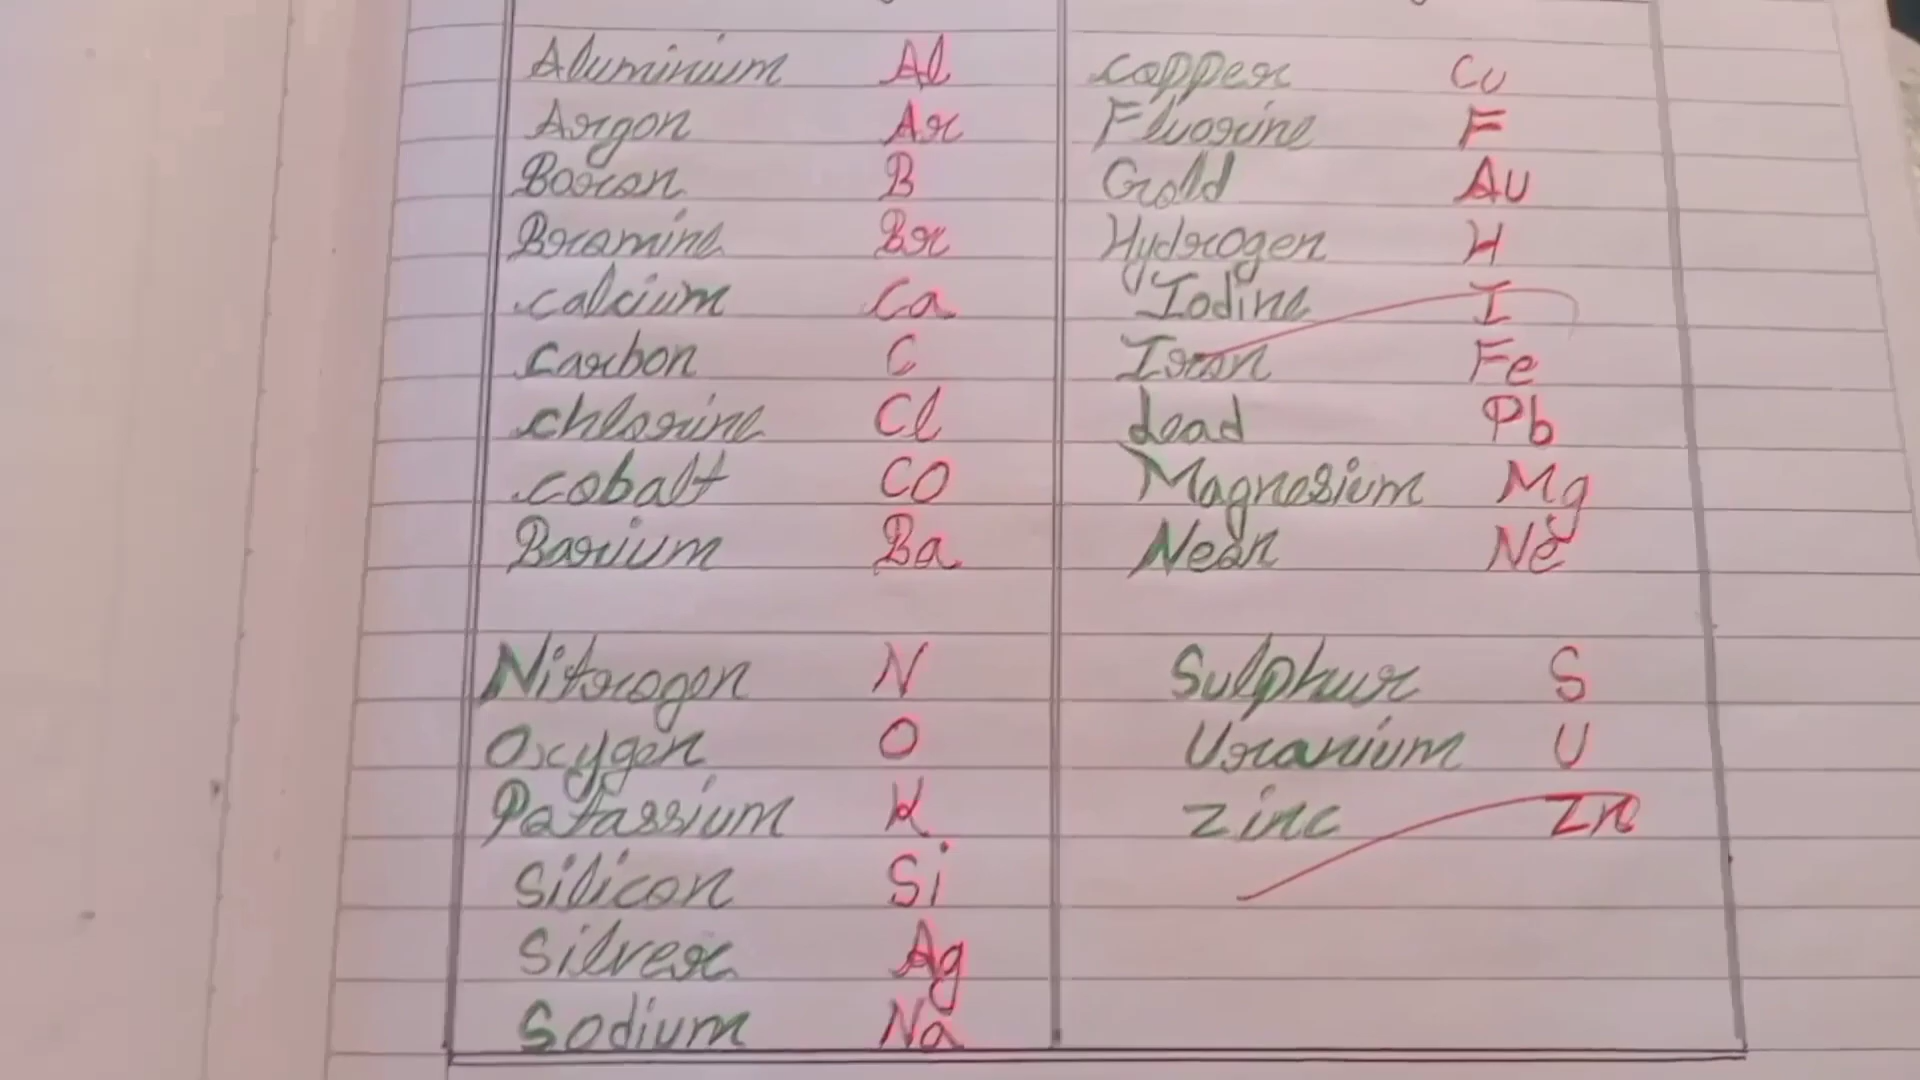 Aluminium Al
Argon Ar
Boron B
Bromine Br
calcium Ca
carbon C
chlorine Cl
cobalt CO
Barium Ba
Nitrogen N
Oxygen O
Potassium K
Silicon Si
Silver Ag
Sodium Na
copper Cu
Fluorine F
Gold Au
Hydrogen H
Iodine I
Iron Fe
Lead Pb
Magnesium Mg
Neon Ne
Sulphur S
Uranium U
Zinc Zn